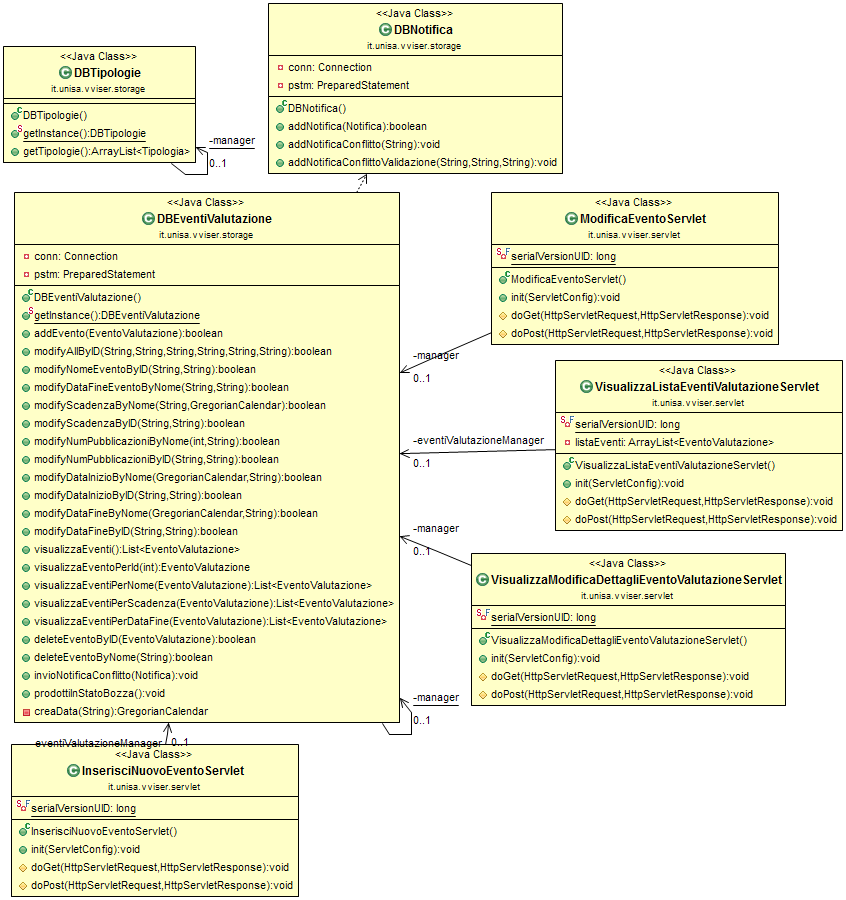 <<Java Class>>
DBNotifica
it.unisa.vviser.storage
conn: Connection
pstm: PreparedStatement
DBNotifica()
addNotifica(Notifica):boolean
addNotificaConflitto(String):void
addNotificaConflittoValidazione(String,String,String):void
<<Java Class>>
DBTipologie
it.unisa.vviser.storage
DBTipologie()
getInstance():DBTipologie
getTipologie():ArrayList<Tipologia>
-manager
0..1
<<Java Class>>
DBEventiValutazione
it.unisa.vviser.storage
conn: Connection
pstm: PreparedStatement
DBEventiValutazione()
getInstance():DBEventiValutazione
addEvento(EventoValutazione):boolean
modifyAllByID(String,String,String,String,String,String):boolean
modifyNomeEventoByID(String,String):boolean
modifyDataFineEventoByNome(String,String):boolean
modifyScadenzaByNome(String,GregorianCalendar):boolean
modifyScadenzaByID(String,String):boolean
modifyNumPubblicazioniByNome(int,String):boolean
modifyNumPubblicazioniByID(String,String):boolean
modifyDataInizioByNome(GregorianCalendar,String):boolean
modifyDataInizioByID(String,String):boolean
modifyDataFineByNome(GregorianCalendar,String):boolean
modifyDataFineByID(String,String):boolean
visualizzaEventi():List<EventoValutazione>
visualizzaEventoPerId(int):EventoValutazione
visualizzaEventiPerNome(EventoValutazione):List<EventoValutazione>
visualizzaEventiPerScadenza(EventoValutazione):List<EventoValutazione>
visualizzaEventiPerDataFine(EventoValutazione):List<EventoValutazione>
deleteEventoByID(EventoValutazione):boolean
deleteEventoByNome(String):boolean
invioNotificaConflitto(Notifica):void
prodottiInStatoBozza():void
creaData(String):GregorianCalendar
<<Java Class>>
ModificaEventoServlet
it.unisa.vviser.servlet
serialVersionUID: long
ModificaEventoServlet()
init(ServletConfig):void
doGet(HttpServletRequest,HttpServletResponse):void
doPost(HttpServletRequest,HttpServletResponse):void
-manager
0..1
<<Java Class>>
VisualizzaListaEventiValutazioneServlet
it.unisa.vviser.servlet
serialVersionUID: long
listaEventi: ArrayList<EventoValutazione>
VisualizzaListaEventiValutazioneServlet()
init(ServletConfig):void
doGet(HttpServletRequest,HttpServletResponse):void
doPost(HttpServletRequest,HttpServletResponse):void
-eventiValutazioneManager
0..1
-manager
0..1
<<Java Class>>
VisualizzaModificaDettagliEventoValutazioneServlet
it.unisa.vviser.servlet
serialVersionUID: long
VisualizzaModificaDettagliEventoValutazioneServlet()
init(ServletConfig):void
doGet(HttpServletRequest,HttpServletResponse):void
doPost(HttpServletRequest,HttpServletResponse):void
-manager
0..1
eventiValutazioneManager
0..1
<<Java Class>>
InserisciNuovoEventoServlet
it.unisa.vviser.servlet
serialVersionUID: long
InserisciNuovoEventoServlet()
init(ServletConfig):void
doGet(HttpServletRequest,HttpServletResponse):void
doPost(HttpServletRequest,HttpServletResponse):void